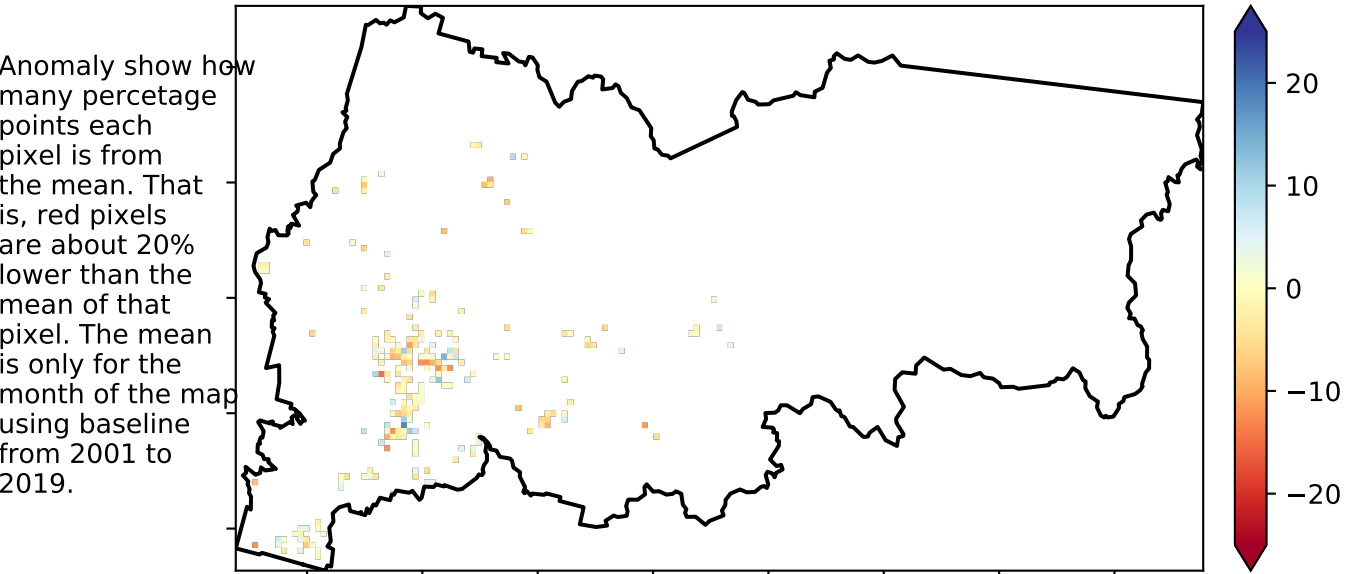 Anomaly show how
many percetage
points each
pixel is from
the mean. That
is, red pixels
are about 20%
lower than the
mean of that
pixel. The mean
is only for the
month of the map
using baseline
from 2001 to
2019.
20
10
0
−10
−20